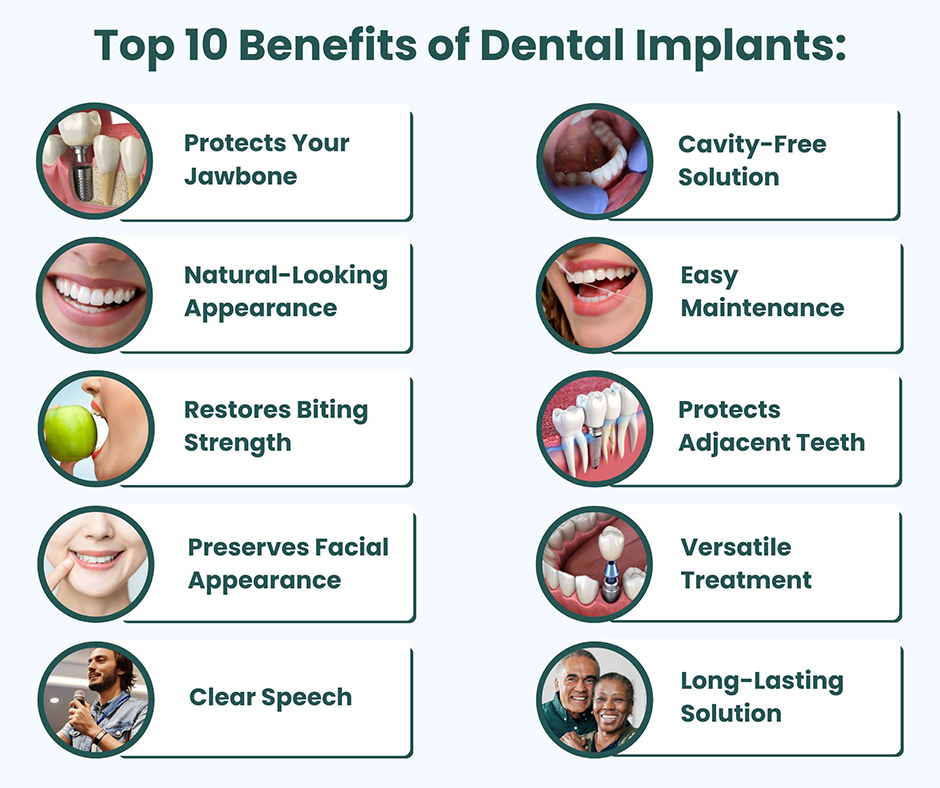 Top 10 Benefits of Dental Implants:
Protects Your
Jawbone
Natural-Looking
Appearance
Restores Biting
Strength
Preserves Facial
Appearance
Clear Speech
Cavity-Free
Solution
Easy
Maintenance
Protects
Adjacent Teeth
Versatile
Treatment
Long-Lasting
Solution